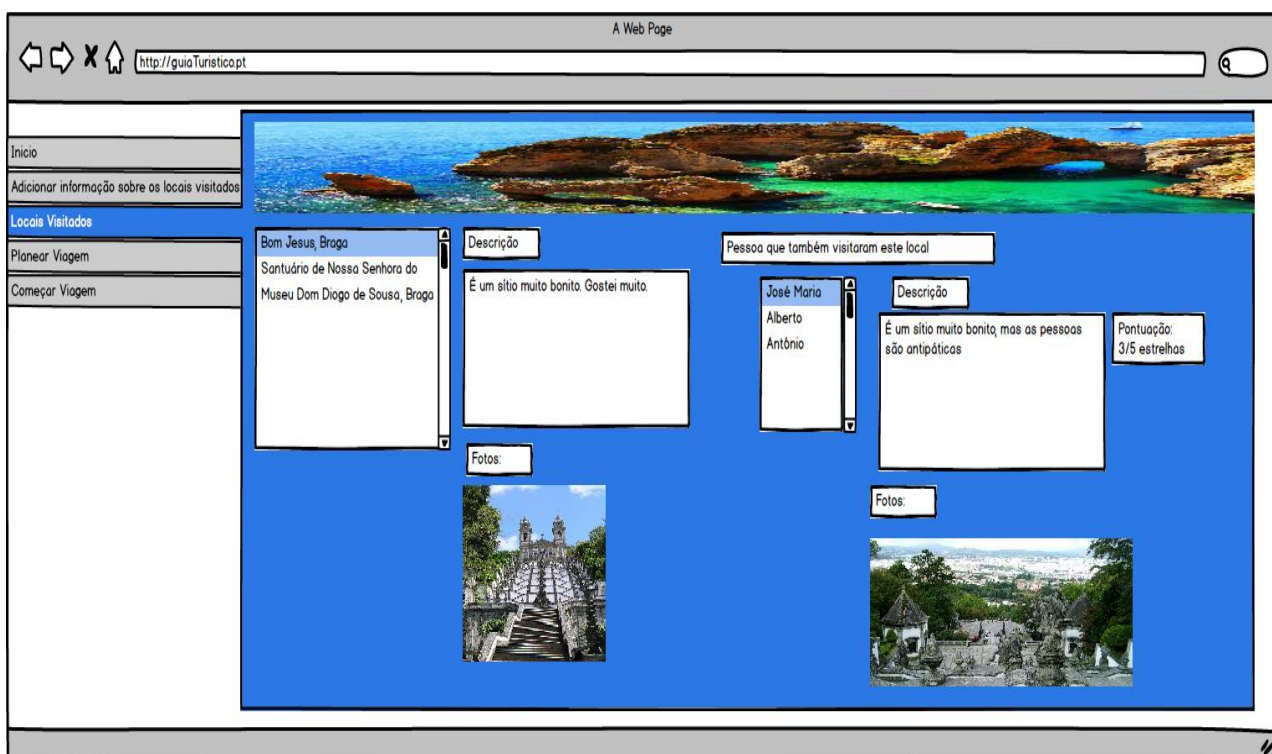 A Web Page
http://guiaTuristico.pt
Inicio
Adicionar informação sobre os locais visitados
Locais Visitados
Planear Viagem
Começar Viagem
Bom Jesus, Braga
Santuário de Nossa Senhora do
Museu Dom Diogo de Sousa, Braga
Descrição
É um sítio muito bonito. Gostei muito.
Fotos:
Pessoa que também visitaram este local
José Maria
Alberto
António
Descrição
É um sítio muito bonito, mas as pessoas
são antipáticas
Pontuação:
3/5 estrelhas
Fotos: